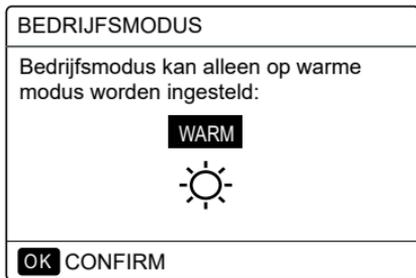 BEDRIJFSMODUS
Bedrijfsmodus kan alleen op warme
modus worden ingesteld:
WARM
OK CONFIRM